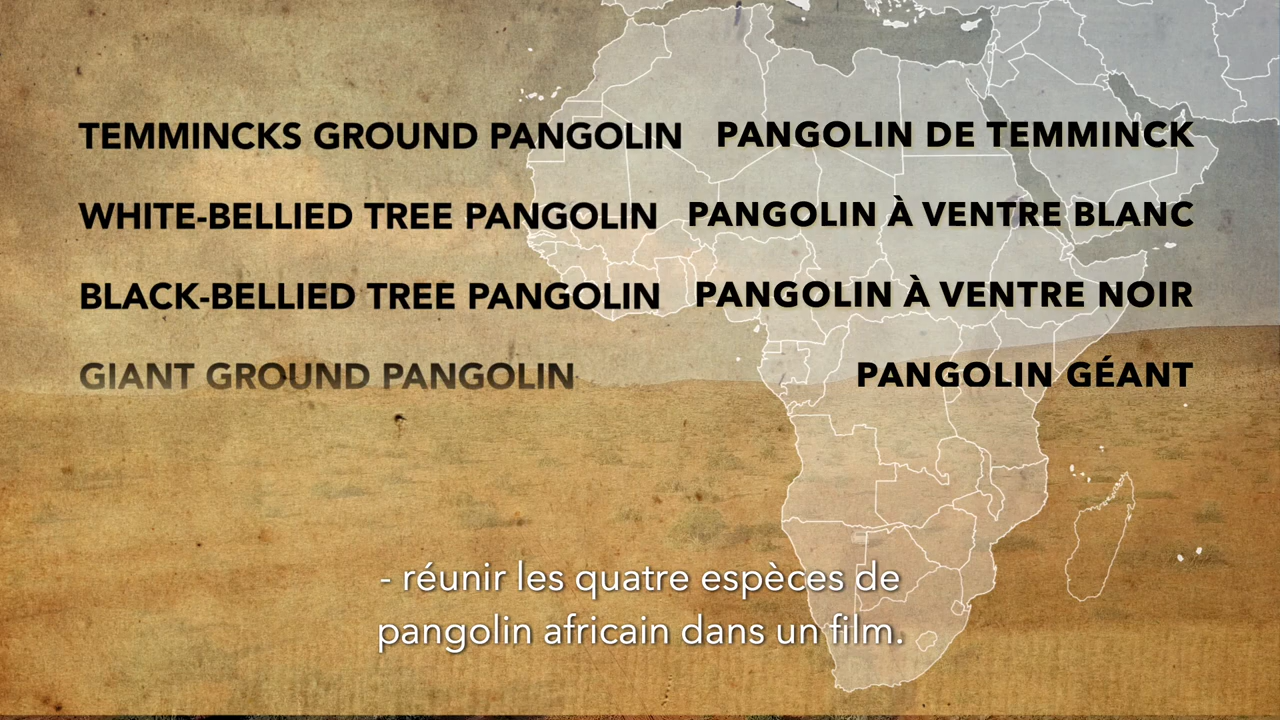 TEMMINCKS GROUND PANGOLIN PANGOLIN DE TEMMINCK
WHITE-BELLIED TREE PANGOLIN PANGOLIN À VENTRE BLANC
BLACK-BELLIED TREE PANGOLIN PANGOLIN À VENTRE NOIR
GIANT GROUND PANGOLIN PANGOLIN GÉANT
- réunir les quatre espèces de
pangolin africain dans un film.